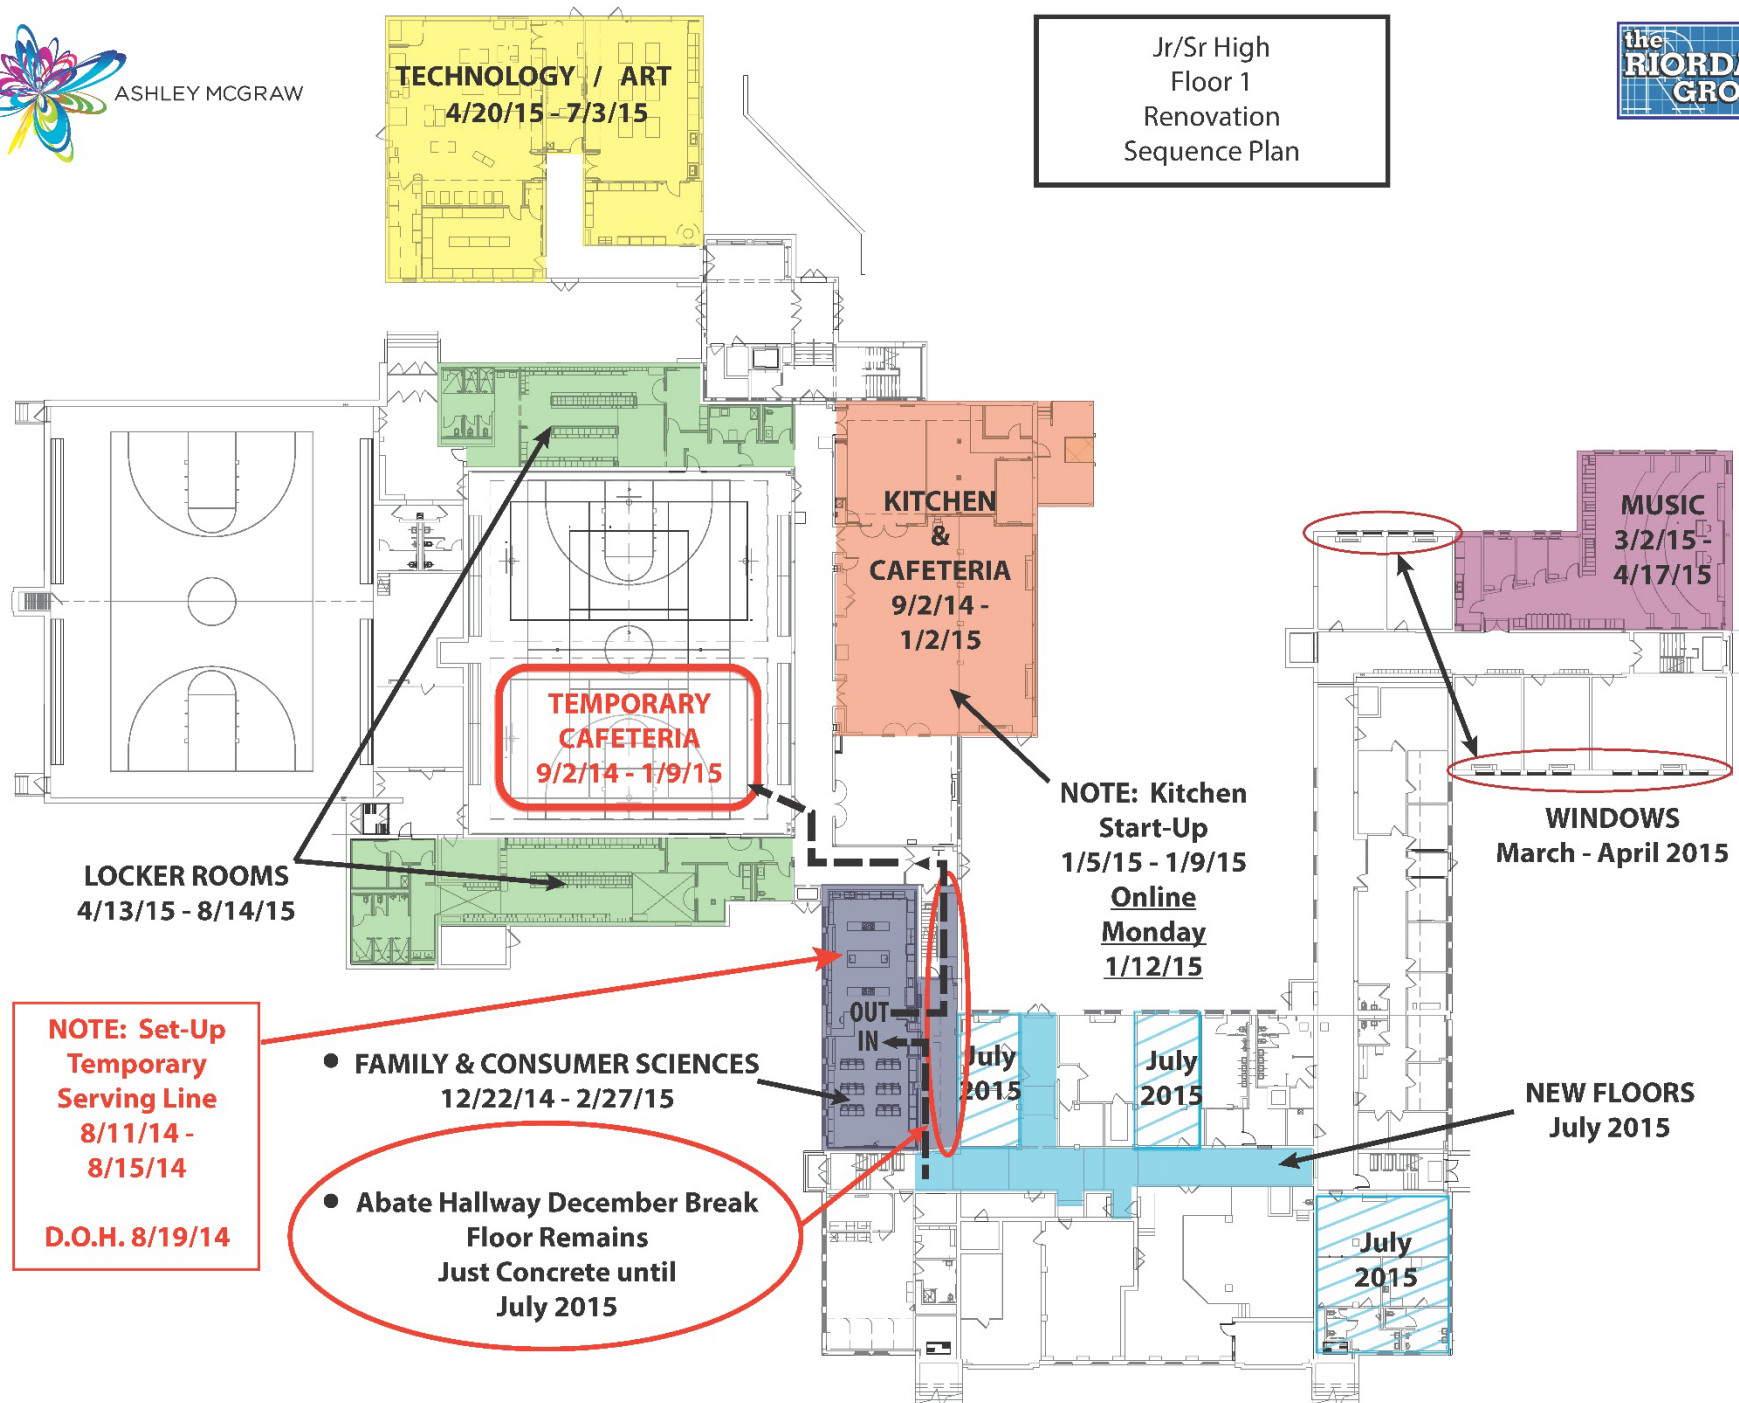 ASHLEY MCGRAW
Jr/Sr High
Floor 1
Renovation
Sequence Plan
the
TECHNOLOGY / ART
4/20/15 - 7/3/15
KITCHEN
&
CAFETERIA
9/2/14 -
1/2/15
MUSIC
3/2/15 -
4/17/15
TEMPORARY
CAFETERIA
9/2/14 - 1/9/15
NOTE: Kitchen
Start-Up
1/5/15 - 1/9/15
Online
Monday
1/12/15
WINDOWS
March - April 2015
LOCKER ROOMS
4/13/15 - 8/14/15
NOTE: Set-Up
Temporary
Serving Line
8/11/14 -
8/15/14
D.O.H. 8/19/14
OUT
IN
• FAMILY & CONSUMER SCIENCES
12/22/14 - 2/27/15
July
2015
July
2015
NEW FLOORS
July 2015
• Abate Hallway December Break
Floor Remains
Just Concrete until
July 2015
July
2015